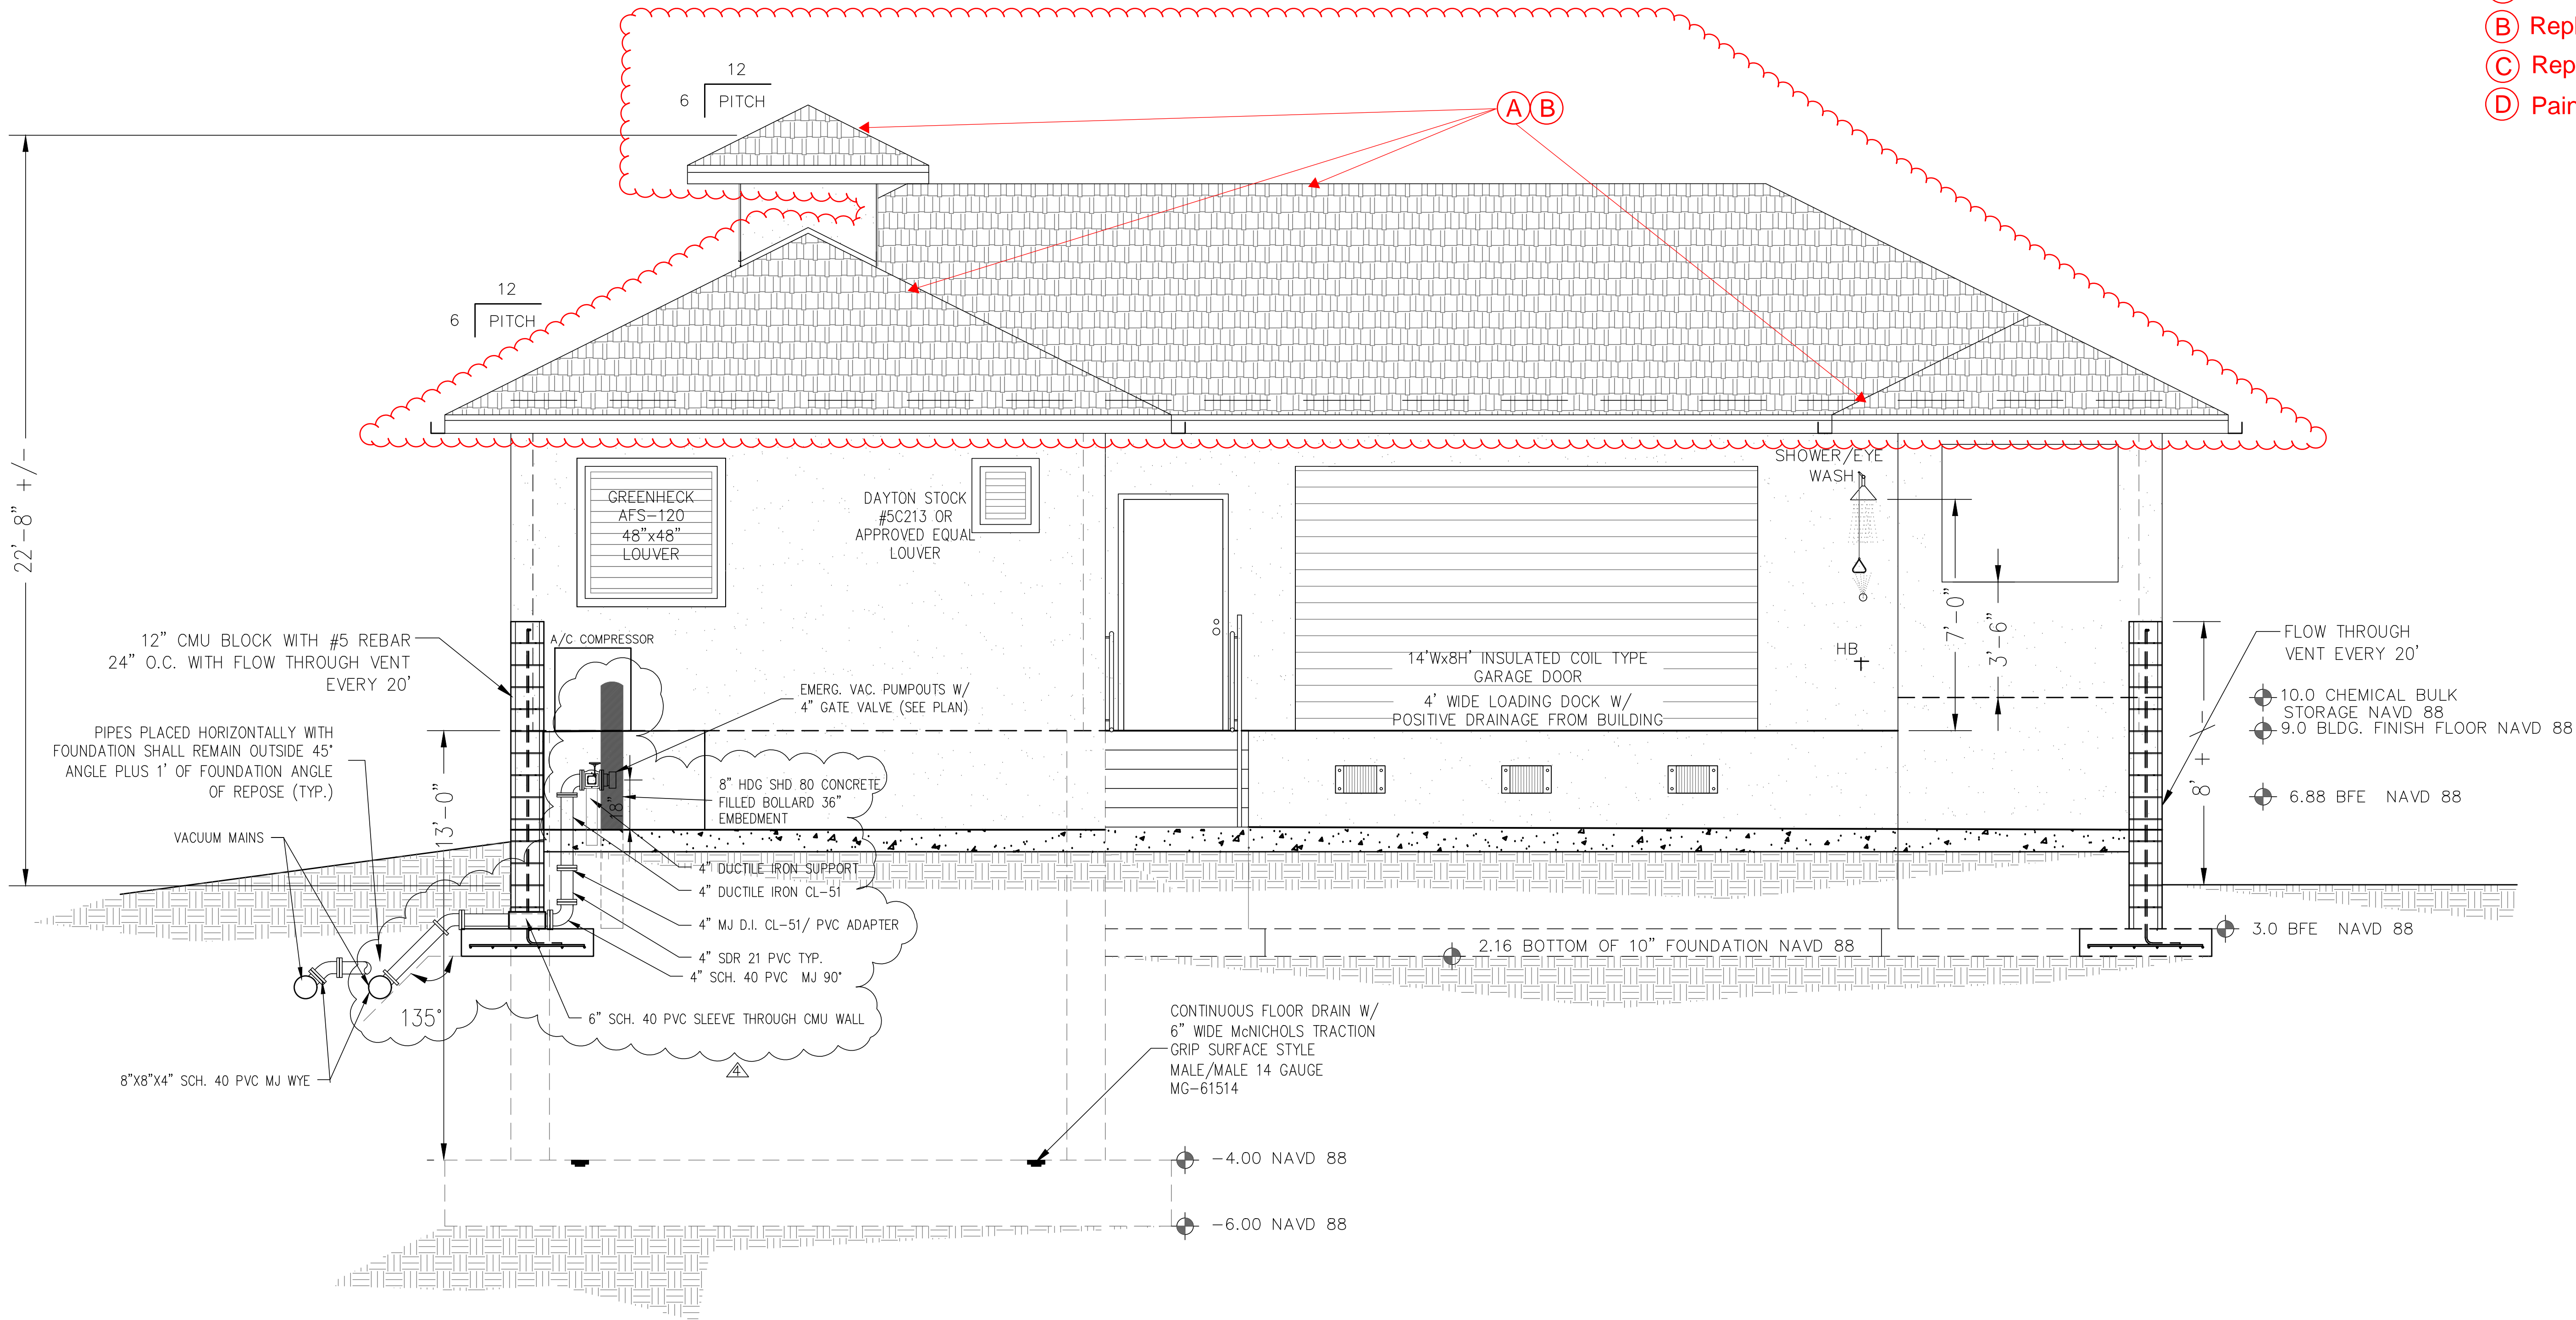 B Rep
C Rep
D Pain
12
6 PITCH
A B
12
6 PITCH
22'-8" +/-
GREENHECK
AFS-120
48"x48"
LOUVER
DAYTON STOCK
#5C213 OR
APPROVED EQUAL
LOUVER
SHOWER/EYE
WASH
12" CMU BLOCK WITH #5 REBAR
24" O.C. WITH FLOW THROUGH VENT
EVERY 20'
A/C COMPRESSOR
14'Wx8H' INSULATED COIL TYPE
GARAGE DOOR
4' WIDE LOADING DOCK W/
POSITIVE DRAINAGE FROM BUILDING
HB
7'-0"
3'-6"
FLOW THROUGH
VENT EVERY 20'
10.0 CHEMICAL BULK
STORAGE NAVD 88
9.0 BLDG. FINISH FLOOR NAVD 88
6.88 BFE NAVD 88
8' + /-
EMERG. VAC. PUMPOUTS W/
4" GATE VALVE (SEE PLAN)
PIPES PLACED HORIZONTALLY WITH
FOUNDATION SHALL REMAIN OUTSIDE 45°
ANGLE PLUS 1' OF FOUNDATION ANGLE
OF REPOSE (TYP.)
13'-0"
18"
8" HDG SHD 80 CONCRETE
FILLED BOLLARD 36"
EMBEDMENT
VACUUM MAINS
4" DUCTILE IRON SUPPORT
4" DUCTILE IRON CL-51
4" MJ D.I. CL-51/ PVC ADAPTER
4" SDR 21 PVC TYP.
4" SCH. 40 PVC MJ 90°
6" SCH. 40 PVC SLEEVE THROUGH CMU WALL
135°
4
8"X8"X4" SCH. 40 PVC MJ WYE
2.16 BOTTOM OF 10" FOUNDATION NAVD 88
3.0 BFE NAVD 88
CONTINUOUS FLOOR DRAIN W/
6" WIDE McNICHOLS TRACTION
GRIP SURFACE STYLE
MALE/MALE 14 GAUGE
MG-61514
-4.00 NAVD 88
-6.00 NAVD 88